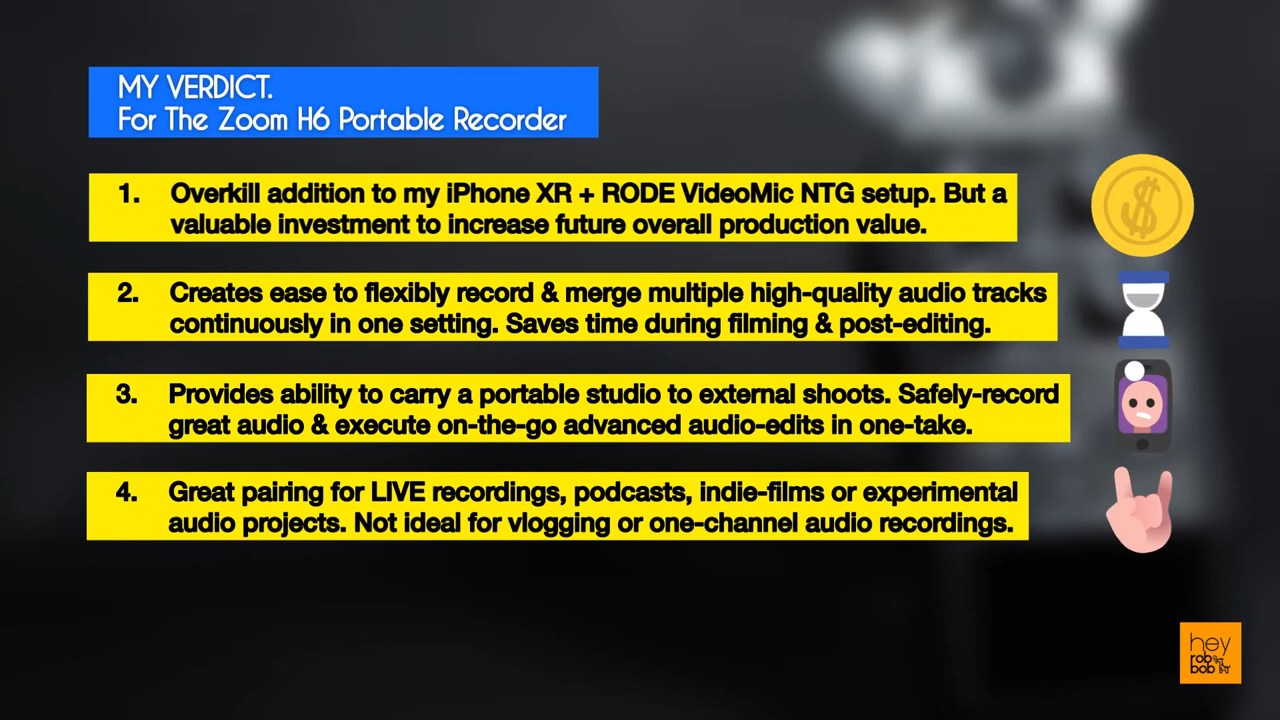 MY VERDICT.
For The Zoom H6 Portable Recorder
1. Overkill addition to my iPhone XR + RODE VideoMic NTG setup. But a
valuable investment to increase future overall production value.
2. Creates ease to flexibly record & merge multiple high-quality audio tracks
continuously in one setting. Saves time during filming & post-editing.
3. Provides ability to carry a portable studio to external shoots. Safely-record
great audio & execute on-the-go advanced audio-edits in one-take.
4. Great pairing for LIVE recordings, podcasts, indie-films or experimental
audio projects. Not ideal for vlogging or one-channel audio recordings.
hey
rob
bob